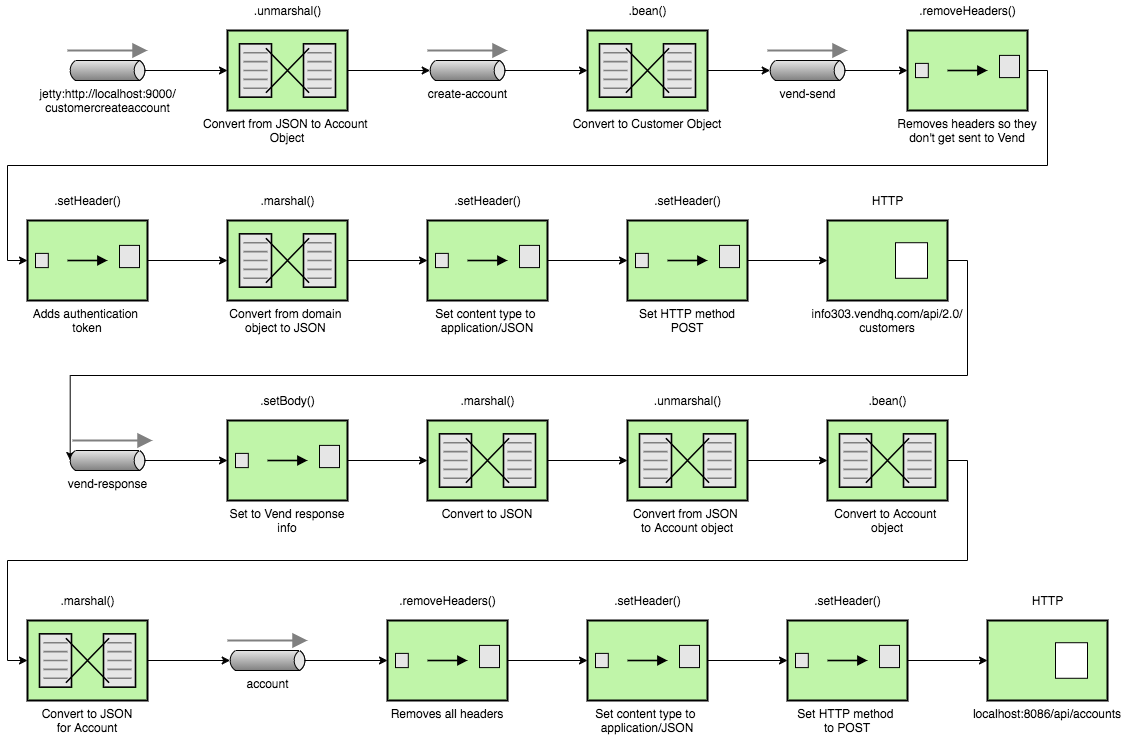 .unmarshal()
.bean()
.removeHeaders()
jetty:http://localhost:9000/
customercreateaccount
Convert from JSON to Account
Object
create-account
Convert to Customer Object
vend-send
Removes headers so they
don't get sent to Vend
.setHeader()
.marshal()
.setHeader()
.setHeader()
HTTP
Adds authentication
token
Convert from domain
object to JSON
Set content type to
application/JSON
Set HTTP method
POST
info303.vendhq.com/api/2.0/
customers
.setBody()
.marshal()
.unmarshal()
.bean()
vend-response
Set to Vend response
info
Convert to JSON
Convert from JSON
to Account object
Convert to Account
object
.marshal()
.removeHeaders()
.setHeader()
.setHeader()
HTTP
Convert to JSON
for Account
account
Removes all headers
Set content type to
application/JSON
Set HTTP method
to POST
localhost:8086/api/accounts